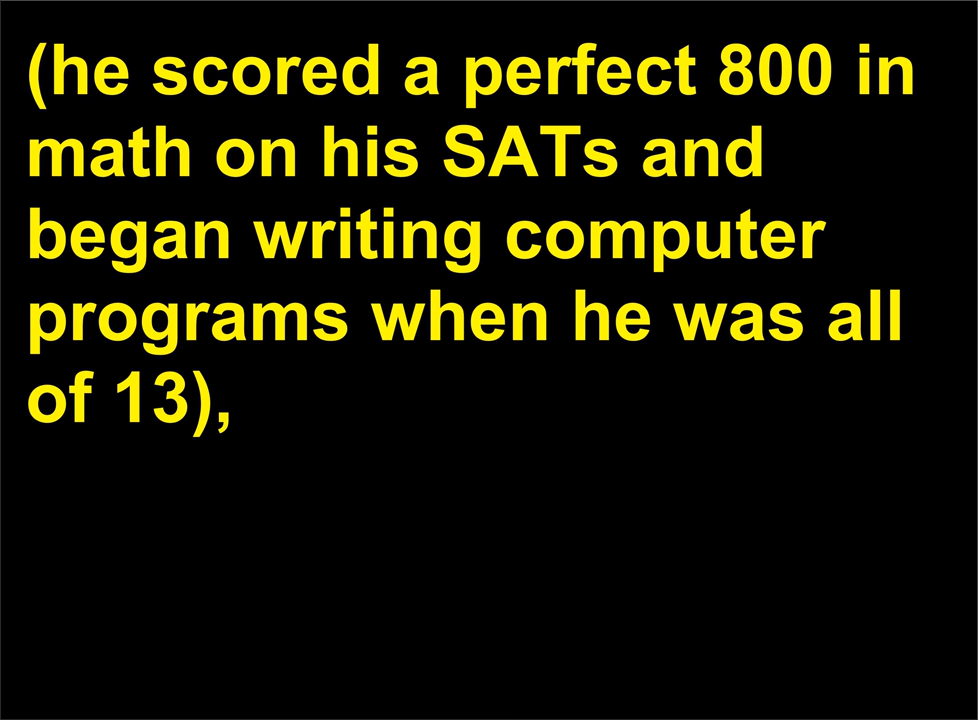 (he scored a perfect 800 in
math on his SATs and
began writing computer
programs when he was all
of 13),